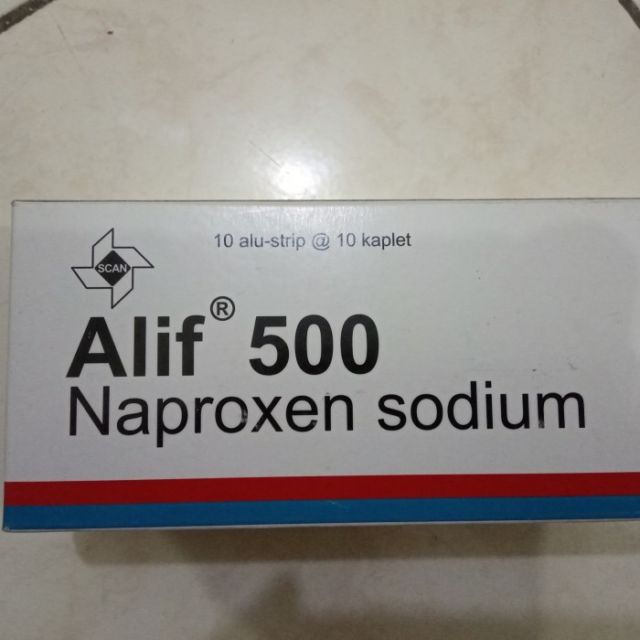 10 alu-strip @ 10 kaplet
SCAN
Alif® 500
Naproxen sodium